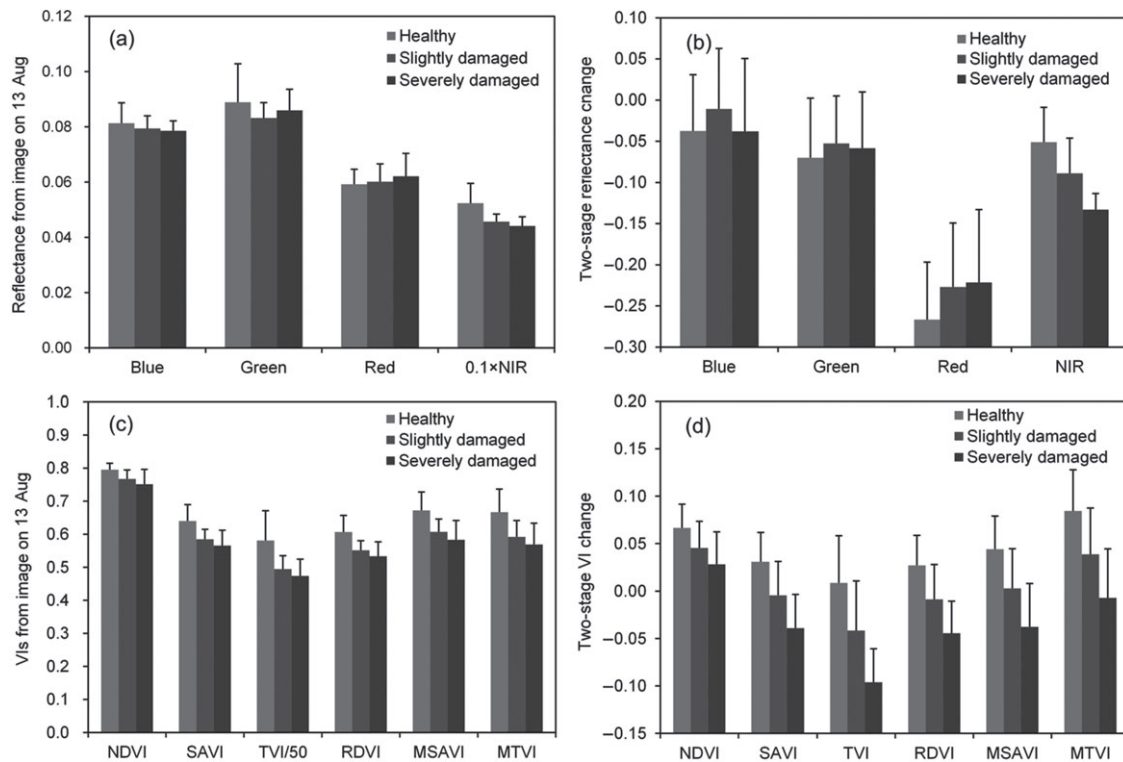 (a)
Healthy
Slightly damaged
Severely damaged
Reflectance from image on 13 Aug
0.12
0.10
0.08
0.06
0.04
0.02
0.00
Blue Green Red 0.1×NIR
(b)
Healthy
Slightly damaged
Severely damaged
Two-stage reflectance change
0.10
0.05
0.00
−0.05
−0.10
−0.15
−0.20
−0.25
−0.30
Blue Green Red NIR
(c)
Healthy
Slightly damaged
Severely damaged
VIs from image on 13 Aug
1.0
0.9
0.8
0.7
0.6
0.5
0.4
0.3
0.2
0.1
0.0
NDVI SAVI TVI/50 RDVI MSAVI MTVI
(d)
Healthy
Slightly damaged
Severely damaged
Two-stage VI change
0.20
0.15
0.10
0.05
0.00
−0.05
−0.10
−0.15
NDVI SAVI TVI RDVI MSAVI MTVI